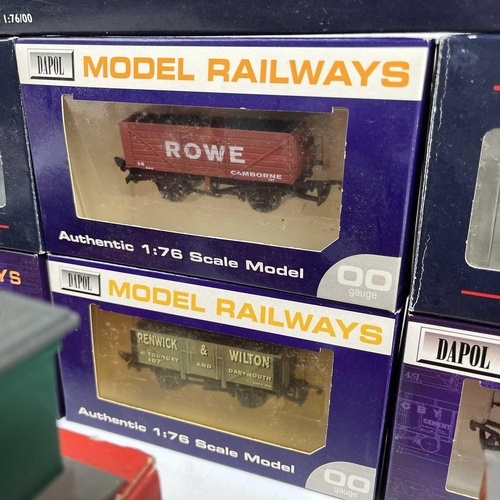 1:76/00
DAPOL MODEL RAILWAYS
ROWE
14
CAMBORNE
Authentic 1:76 Scale Model
OO
gauge
YS
DAPOL MODEL RAILWAYS
RENWICK & WILTON
TORQUAY AND DARTMOUTH
Authentic 1:76 Scale Model
OO
gauge
DAPOL
CEMENT